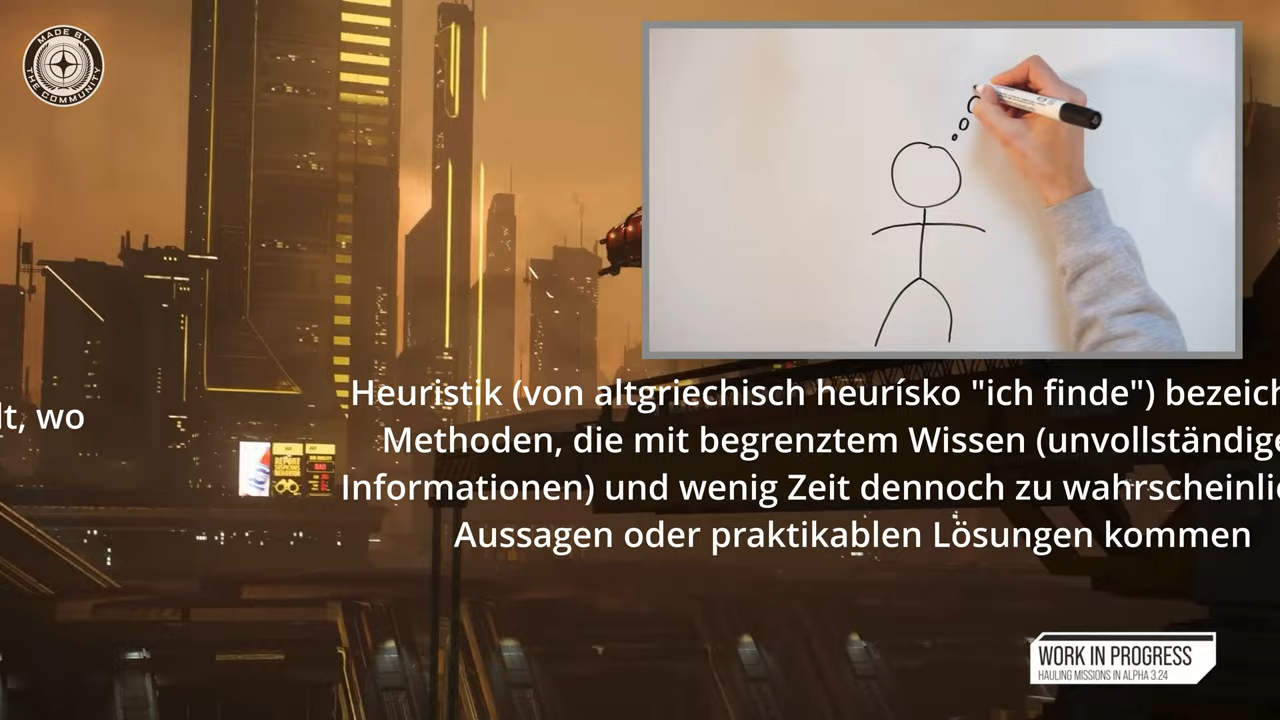 MADE BY
THE COMMUNITY
lt, wo
Heuristik (von altgriechisch heurísko "ich finde") bezeich
Methoden, die mit begrenztem Wissen (unvollständige
Informationen) und wenig Zeit dennoch zu wahrscheinlic
Aussagen oder praktikablen Lösungen kommen
WORK IN PROGRESS
HAULING MISSIONS IN ALPHA 3.24